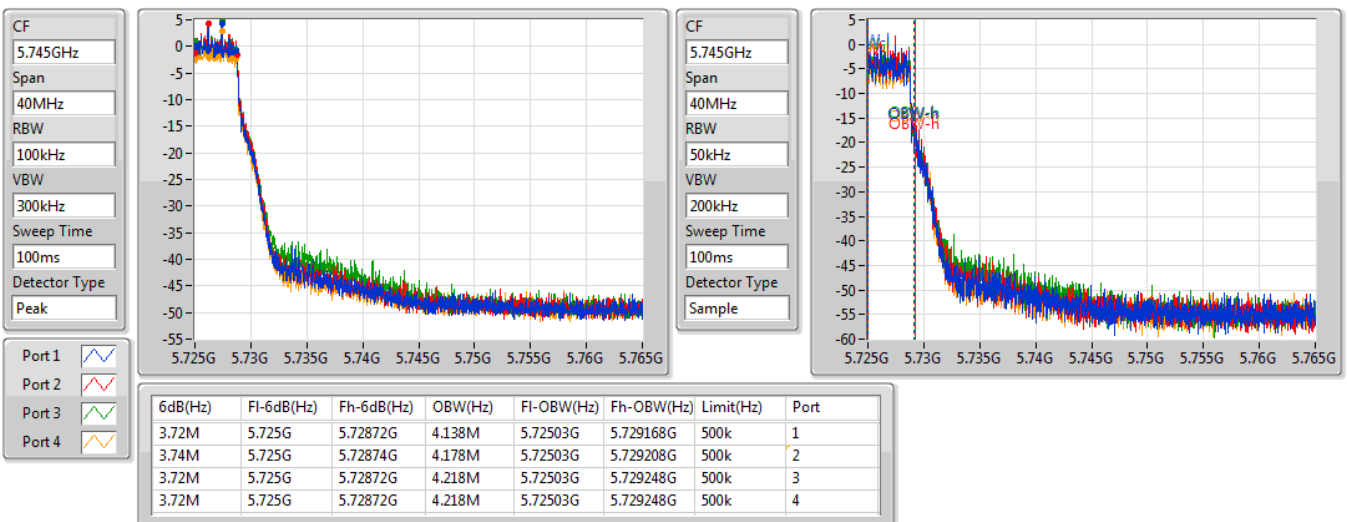 CF
5.745GHz
Span
40MHz
RBW
100kHz
VBW
300kHz
Sweep Time
100ms
Detector Type
Peak
Port 1
Port 2
Port 3
Port 4
5
0
-5
-10
-15
-20
-25
-30
-35
-40
-45
-50
-55
5.725G 5.73G 5.735G 5.74G 5.745G 5.75G 5.755G 5.76G 5.765G
CF
5.745GHz
Span
40MHz
RBW
50kHz
VBW
200kHz
Sweep Time
100ms
Detector Type
Sample
5
0
-5
-10
-15
-20
-25
-30
-35
-40
-45
-50
-55
-60
OBW-h
OBW-h
5.725G 5.73G 5.735G 5.74G 5.745G 5.75G 5.755G 5.76G 5.765G
6dB(Hz) Fl-6dB(Hz) Fh-6dB(Hz) OBW(Hz) Fl-OBW(Hz) Fh-OBW(Hz) Limit(Hz) Port
3.72M 5.725G 5.72872G 4.138M 5.72503G 5.729168G 500k 1
3.74M 5.725G 5.72874G 4.178M 5.72503G 5.729208G 500k 2
3.72M 5.725G 5.72872G 4.218M 5.72503G 5.729248G 500k 3
3.72M 5.725G 5.72872G 4.218M 5.72503G 5.729248G 500k 4